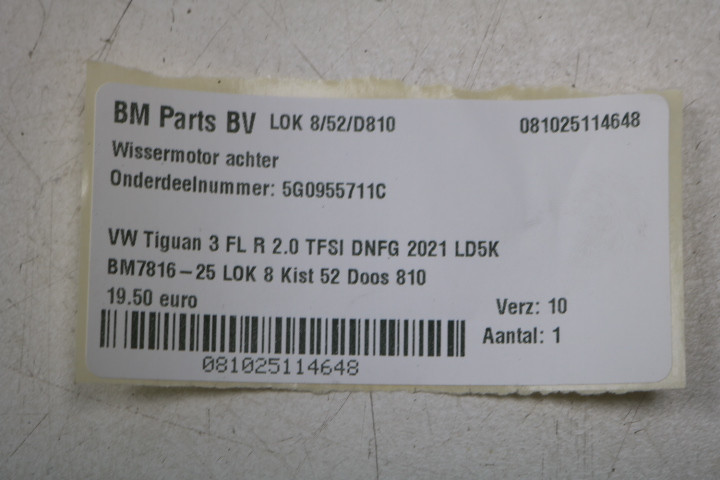 BM Parts BV LOK 8/52/D810 081025114648
Wissermotor achter
Onderdeelnummer: 5G0955711C
VW Tiguan 3 FL R 2.0 TFSI DNFG 2021 LD5K
BM7816-25 LOK 8 Kist 52 Doos 810
19.50 euro Verz: 10
Aantal: 1
081025114648